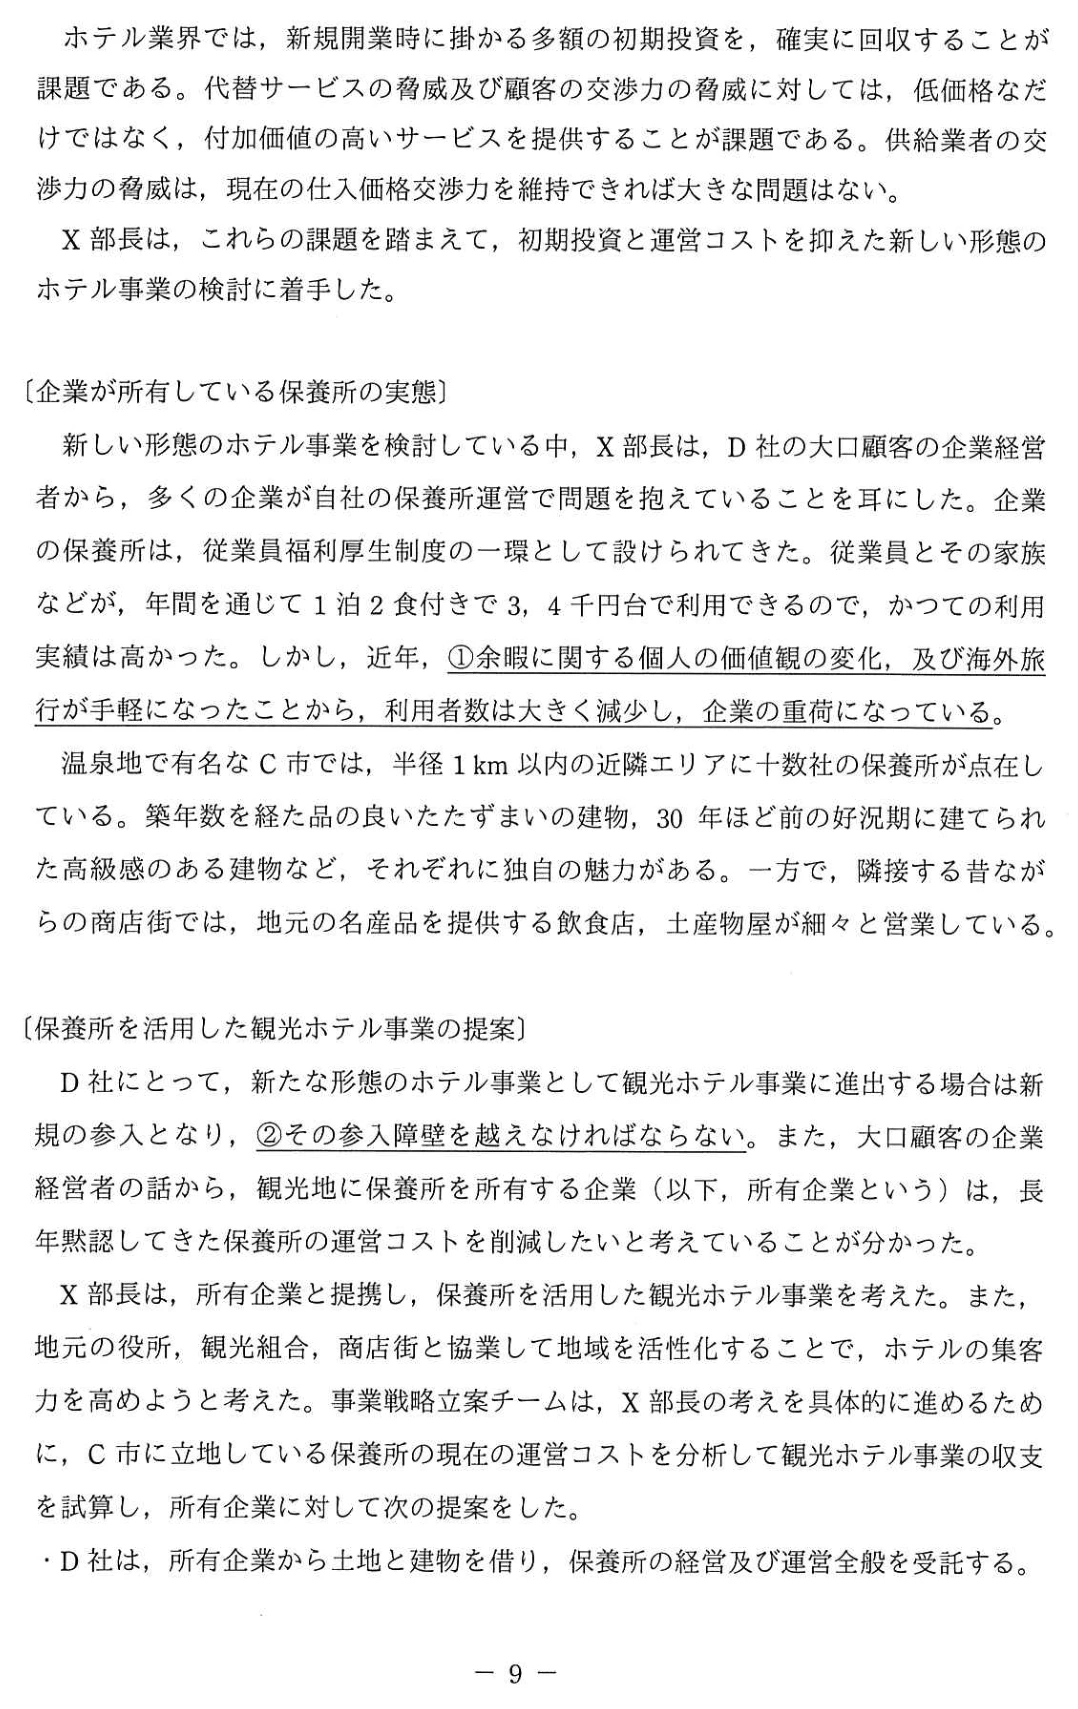 ホテル業界では，新規開業時に掛かる多額の初期投資を，確実に回収することが
課題である。代替サービスの脅威及び顧客の交渉力の脅威に対しては，低価格なだ
けではなく，付加価値の高いサービスを提供することが課題である。供給業者の交
渉力の脅威は，現在の仕入価格交渉力を維持できれば大きな問題はない。
X 部長は，これらの課題を踏まえて，初期投資と運営コストを抑えた新しい形態の
ホテル事業の検討に着手した。
〔企業が所有している保養所の実態〕
新しい形態のホテル事業を検討している中，X 部長は，D 社の大口顧客の企業経営
者から，多くの企業が自社の保養所運営で問題を抱えていることを耳にした。企業
の保養所は，従業員福利厚生制度の一環として設けられてきた。従業員とその家族
などが，年間を通じて 1 泊 2 食付きで 3，4 千円台で利用できるので，かつての利用
実績は高かった。しかし，近年，①余暇に関する個人の価値観の変化，及び海外旅
行が手軽になったことから，利用者数は大きく減少し，企業の重荷になっている。
温泉地で有名な C 市では，半径 1 km 以内の近隣エリアに十数社の保養所が点在し
ている。築年数を経た品の良いたたずまいの建物，30 年ほど前の好況期に建てられ
た高級感のある建物など，それぞれに独自の魅力がある。一方で，隣接する昔なが
らの商店街では，地元の名産品を提供する飲食店，土産物屋が細々と営業している。
〔保養所を活用した観光ホテル事業の提案〕
D 社にとって，新たな形態のホテル事業として観光ホテル事業に進出する場合は新
規の参入となり，②その参入障壁を越えなければならない。また，大口顧客の企業
経営者の話から，観光地に保養所を所有する企業（以下，所有企業という）は，長
年黙認してきた保養所の運営コストを削減したいと考えていることが分かった。
X 部長は，所有企業と提携し，保養所を活用した観光ホテル事業を考えた。また，
地元の役所，観光組合，商店街と協業して地域を活性化することで，ホテルの集客
力を高めようと考えた。事業戦略立案チームは，X 部長の考えを具体的に進めるため
に，C 市に立地している保養所の現在の運営コストを分析して観光ホテル事業の収支
を試算し，所有企業に対して次の提案をした。
・D 社は，所有企業から土地と建物を借り，保養所の経営及び運営全般を受託する。
－ 9 －